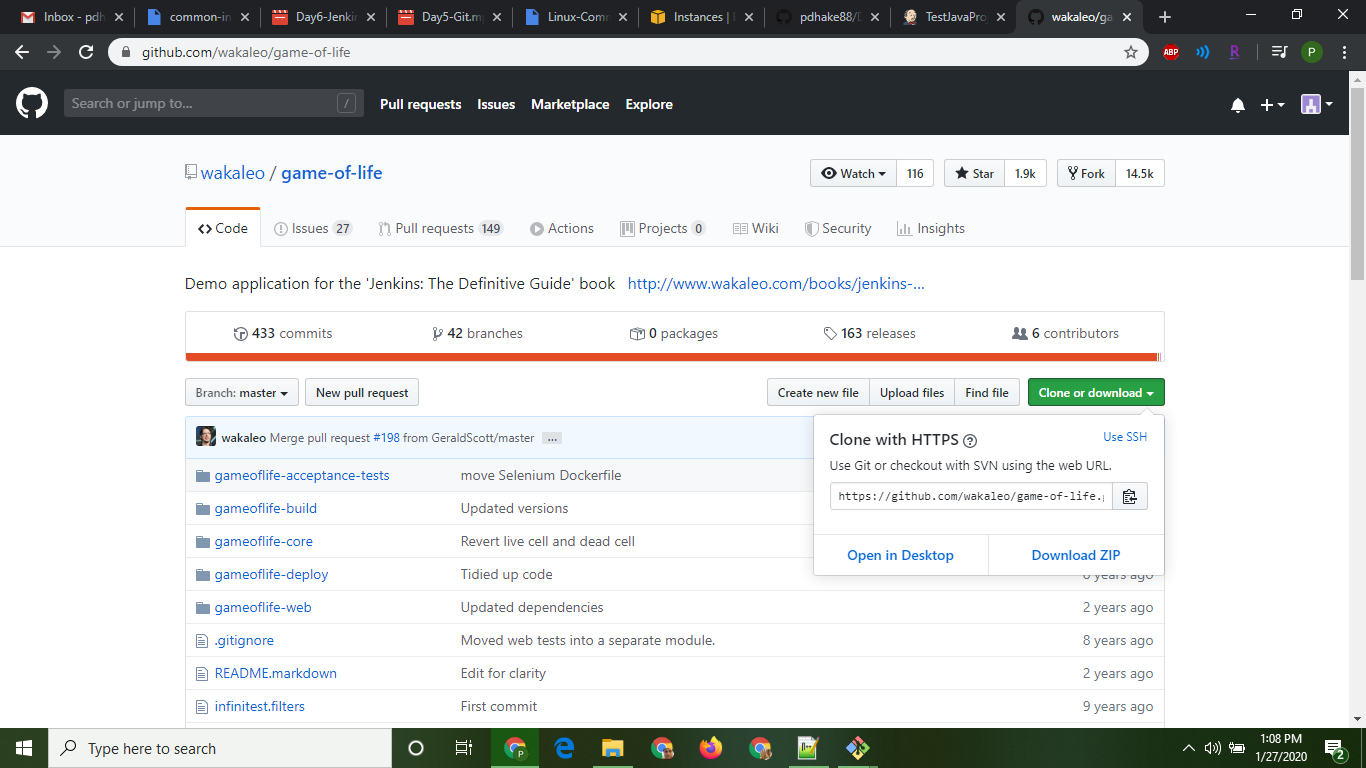 Inbox - pdh
common-in
Day6-Jenki
Day5-Git.mp
Linux-Comm
Instances |
pdhake88/D
TestJavaPro
wakaleo/ga
github.com/wakaleo/game-of-life
ABP
R
P
Search or jump to...
/
Pull requests
Issues
Marketplace
Explore
wakaleo / game-of-life
Watch 116
Star 1.9k
Fork 14.5k
Code
Issues 27
Pull requests 149
Actions
Projects 0
Wiki
Security
Insights
Demo application for the 'Jenkins: The Definitive Guide' book http://www.wakaleo.com/books/jenkins-...
433 commits
42 branches
0 packages
163 releases
6 contributors
Branch: master
New pull request
Create new file
Upload files
Find file
Clone or download
wakaleo Merge pull request #198 from GeraldScott/master ...
Clone with HTTPS ?
Use SSH
Use Git or checkout with SVN using the web URL.
https://github.com/wakaleo/game-of-life.g
Open in Desktop
Download ZIP
gameoflife-acceptance-tests move Selenium Dockerfile
gameoflife-build Updated versions
gameoflife-core Revert live cell and dead cell
gameoflife-deploy Tidied up code 6 years ago
gameoflife-web Updated dependencies 2 years ago
.gitignore Moved web tests into a separate module. 8 years ago
README.markdown Edit for clarity 2 years ago
infinitest.filters First commit 9 years ago
Type here to search
1:08 PM
1/27/2020
2